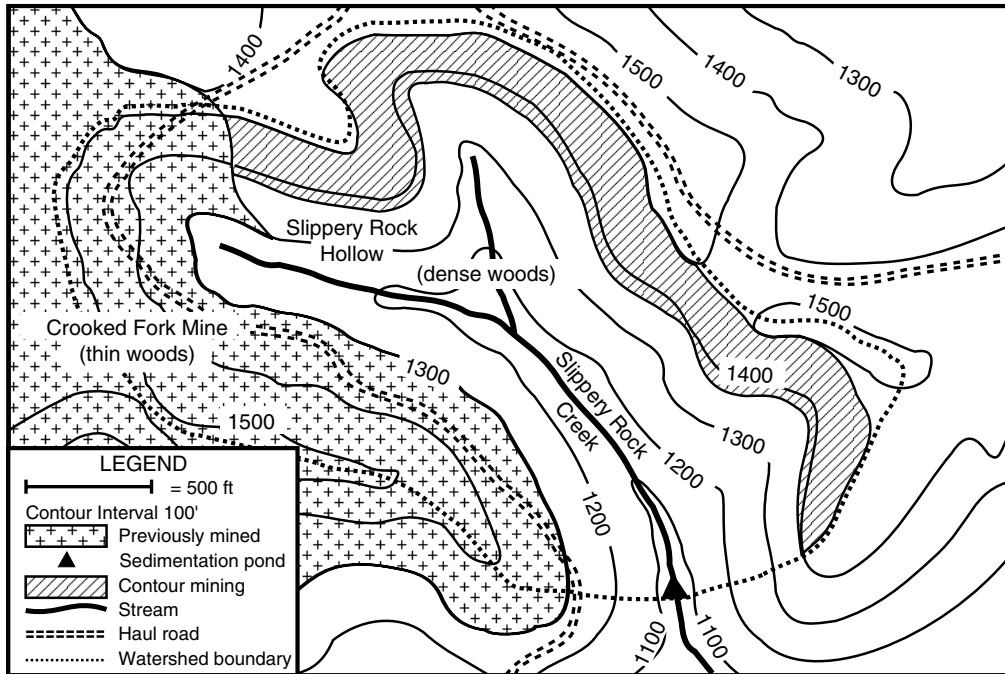 1400
1500
1400
1300
Slippery Rock
Hollow
(dense woods)
1500
Crooked Fork Mine
(thin woods)
1300
1400
1500
Slippery Rock
Creek
1300
1200
1200
1100
1100
LEGEND
= 500 ft
Contour Interval 100'
Previously mined
Sedimentation pond
Contour mining
Stream
Haul road
Watershed boundary